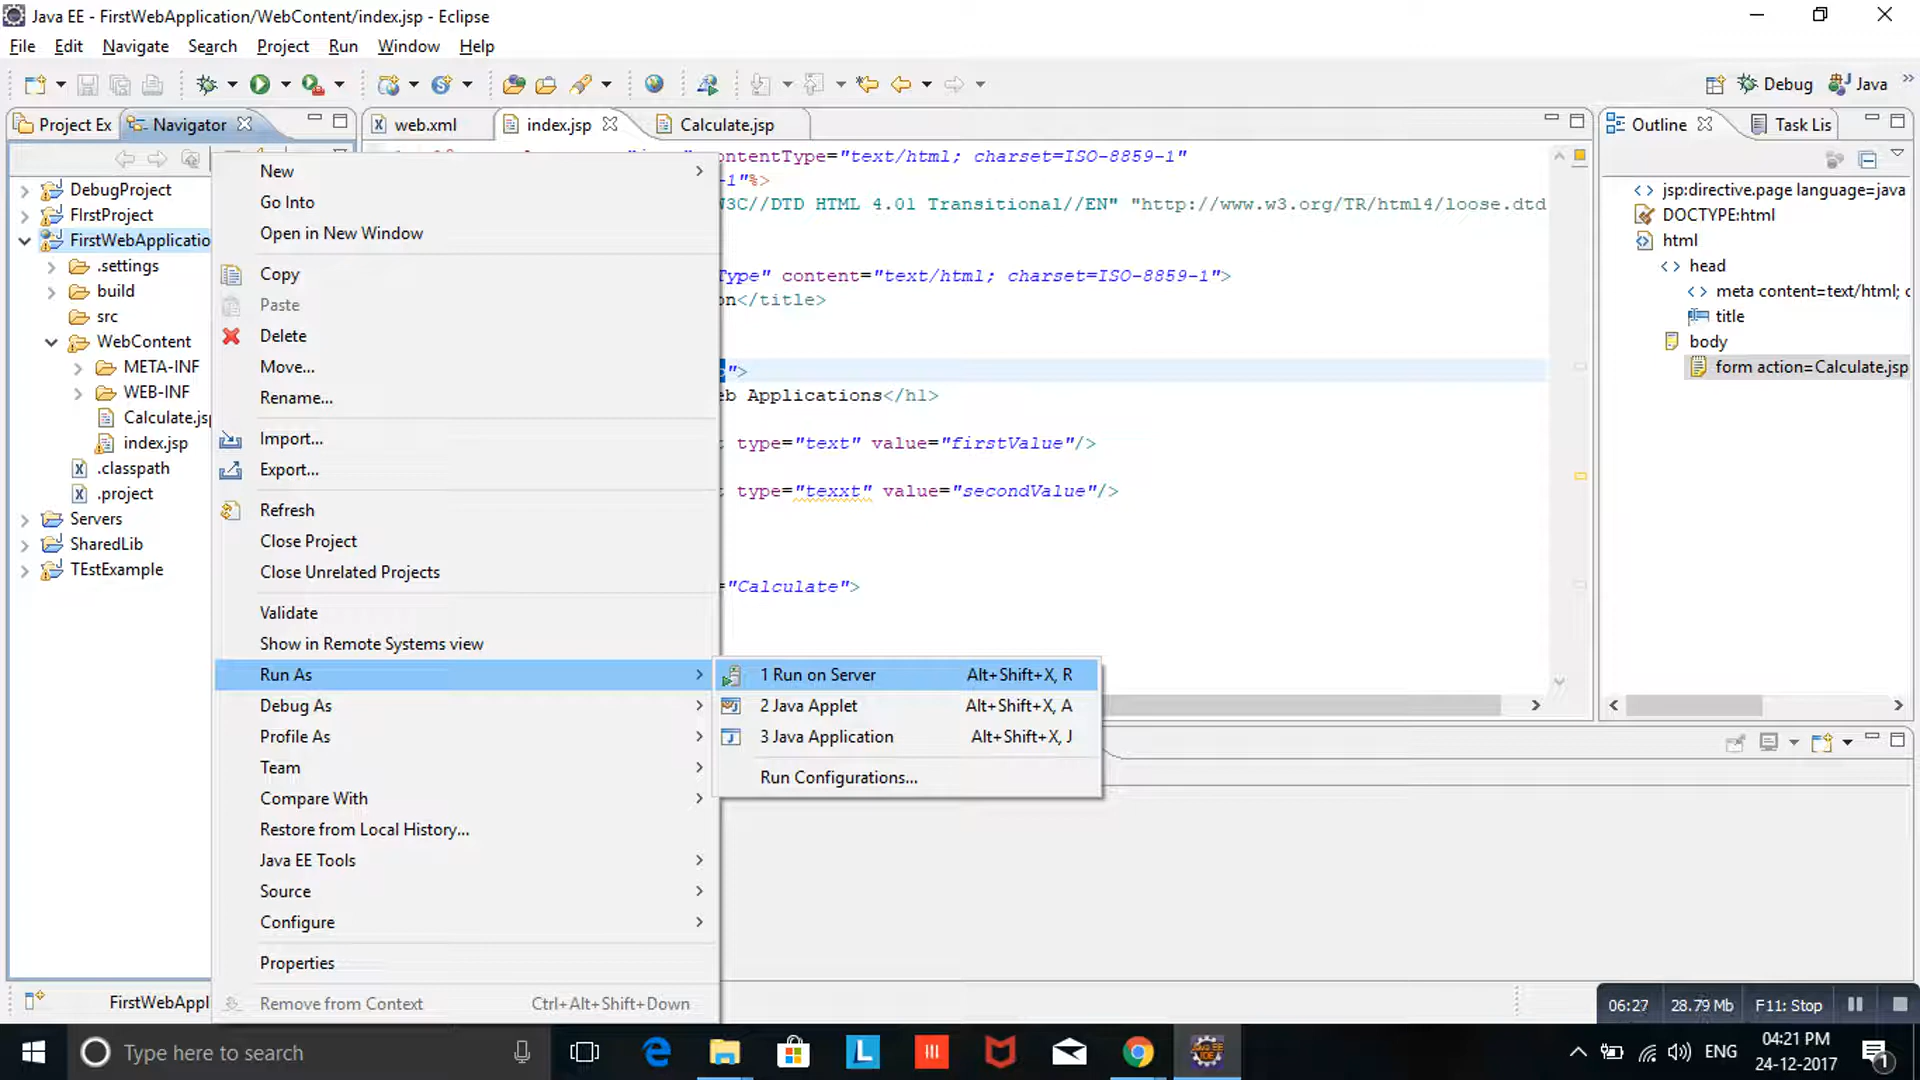 Java EE - FirstWebApplication/WebContent/index.jsp - Eclipse
File Edit Navigate Search Project Run Window Help
Debug Java »
Project Ex Navigator
web.xml index.jsp Calculate.jsp
Outline Task Lis
DebugProject
FIrstProject
FirstWebApplicatio
.settings
build
src
WebContent
META-INF
WEB-INF
Calculate.jsp
index.jsp
.classpath
.project
Servers
SharedLib
TEstExample
New
Go Into
Open in New Window
Copy
Paste
Delete
Move...
Rename...
Import...
Export...
Refresh
Close Project
Close Unrelated Projects
Validate
Show in Remote Systems view
Run As
Debug As
Profile As
Team
Compare With
Restore from Local History...
Java EE Tools
Source
Configure
Properties
Remove from Context Ctrl+Alt+Shift+Down
1 Run on Server Alt+Shift+X, R
2 Java Applet Alt+Shift+X, A
3 Java Application Alt+Shift+X, J
Run Configurations...
contentType="text/html; charset=ISO-8859-1"
-1"%>
W3C//DTD HTML 4.01 Transitional//EN" "http://www.w3.org/TR/html4/loose.dtd
Type" content="text/html; charset=ISO-8859-1">
on</title>
">
eb Applications</h1>
t type="text" value="firstValue"/>
t type="texxt" value="secondValue"/>
="Calculate">
jsp:directive.page language=java
DOCTYPE:html
html
head
meta content=text/html; c
title
body
form action=Calculate.jsp
FirstWebAppl
06:27 28.79 Mb F11: Stop
Type here to search
ENG
04:21 PM
24-12-2017
1